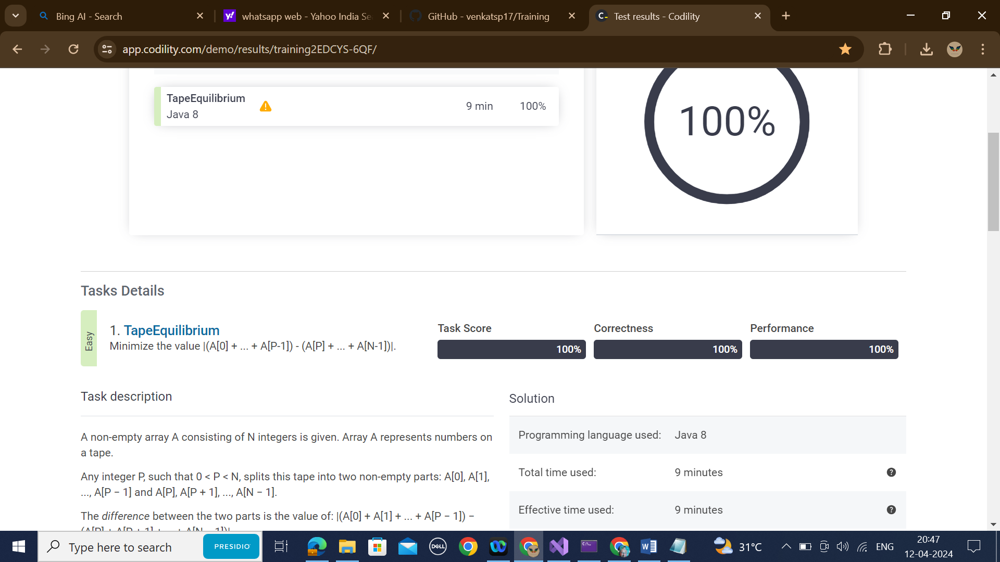 Bing AI - Search
whatsapp web - Yahoo India Se
GitHub - venkatsp17/Training
Test results - Codility
app.codility.com/demo/results/training2EDCYS-6QF/
TapeEquilibrium
Java 8
9 min
100%
100%
Tasks Details
Easy
1. TapeEquilibrium
Minimize the value |(A[0] + ... + A[P-1]) - (A[P] + ... + A[N-1])|.
Task Score
100%
Correctness
100%
Performance
100%
Task description
A non-empty array A consisting of N integers is given. Array A represents numbers on
a tape.
Any integer P, such that 0 < P < N, splits this tape into two non-empty parts: A[0], A[1],
..., A[P − 1] and A[P], A[P + 1], ..., A[N − 1].
The difference between the two parts is the value of: |(A[0] + A[1] + ... + A[P − 1]) −
Solution
Programming language used: Java 8
Total time used: 9 minutes
Effective time used: 9 minutes
Type here to search
PRESIDIO
DELL
31°C
ENG
20:47
12-04-2024